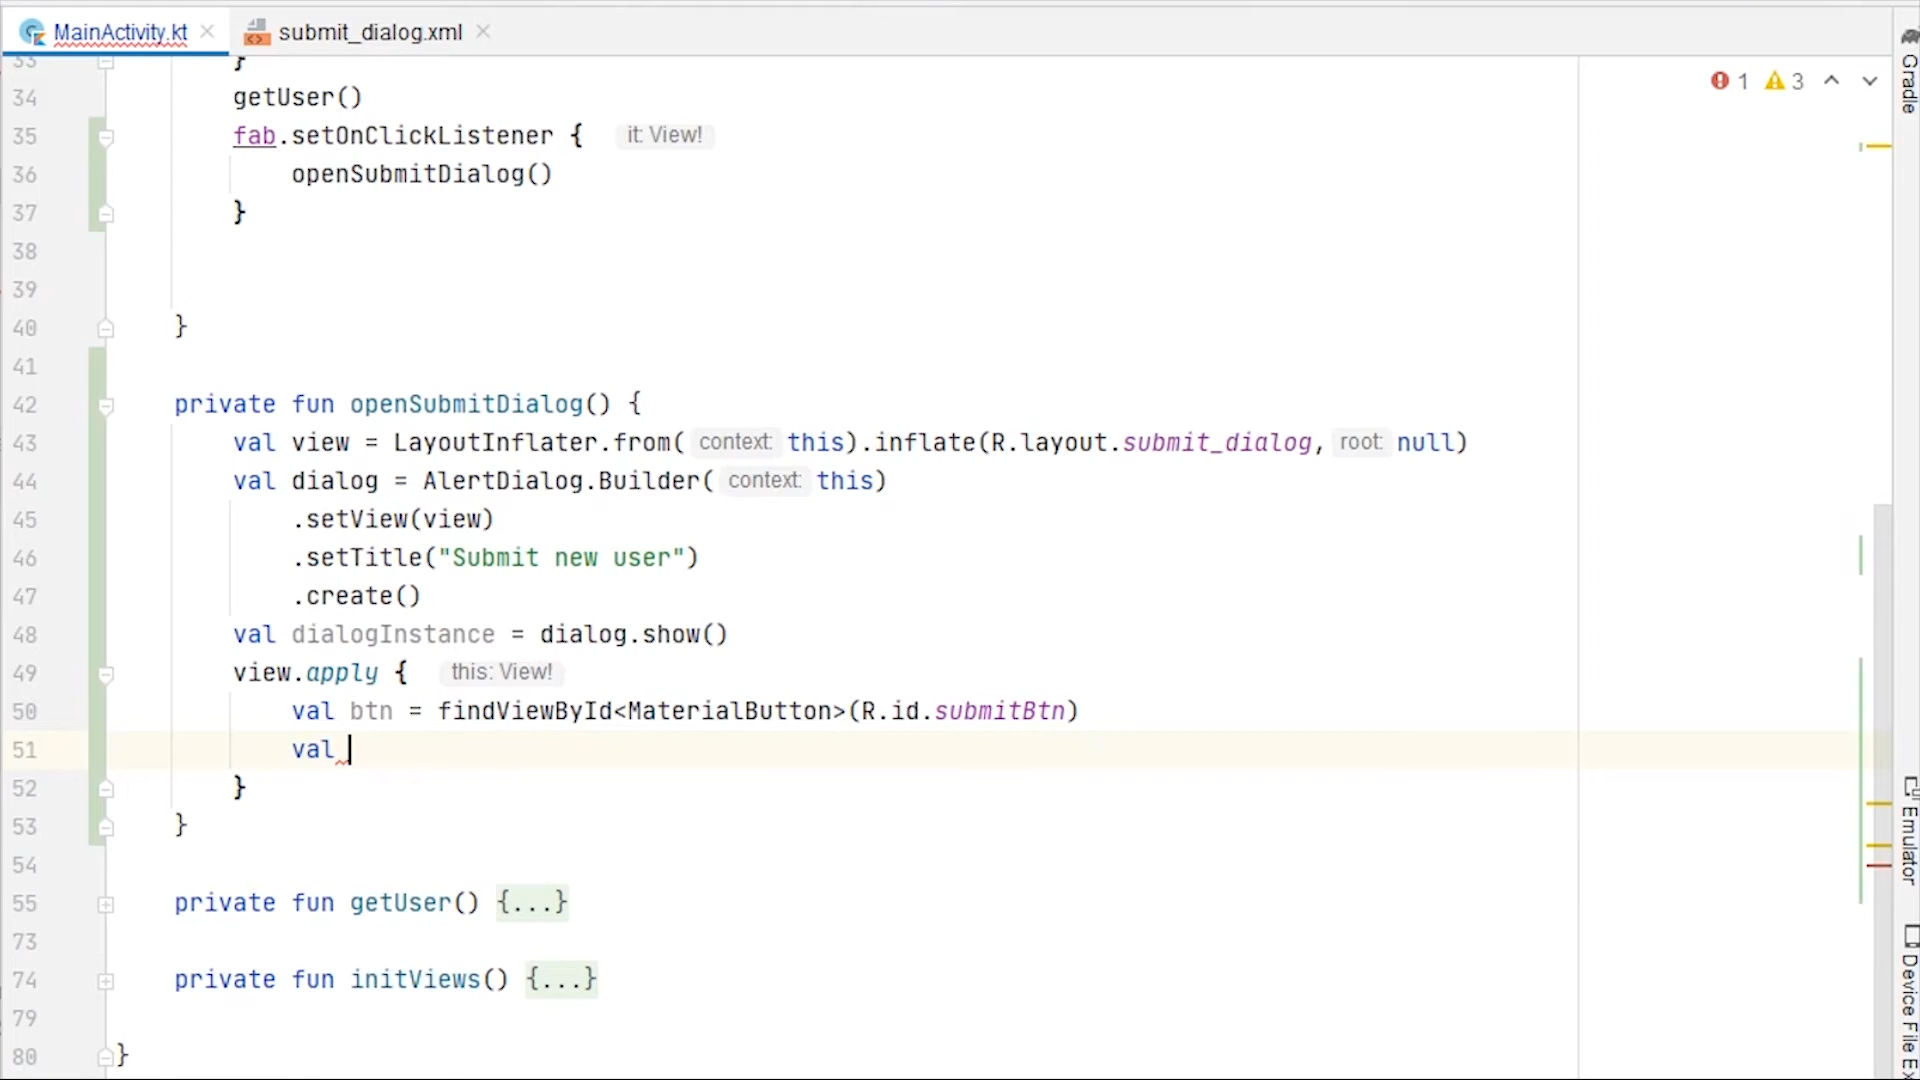 MainActivity.kt submit_dialog.xml
33 }
34 getUser()
35 fab.setOnClickListener { it: View!
36 openSubmitDialog()
37 }
38
39
40 }
41
42 private fun openSubmitDialog() {
43 val view = LayoutInflater.from( context: this).inflate(R.layout.submit_dialog, root: null)
44 val dialog = AlertDialog.Builder( context: this)
45 .setView(view)
46 .setTitle("Submit new user")
47 .create()
48 val dialogInstance = dialog.show()
49 view.apply { this: View!
50 val btn = findViewById<MaterialButton>(R.id.submitBtn)
51 val
52 }
53 }
54
55 private fun getUser() {...}
73
74 private fun initViews() {...}
79
80 }
1 3
Gradle
Emulator
Device File Ex